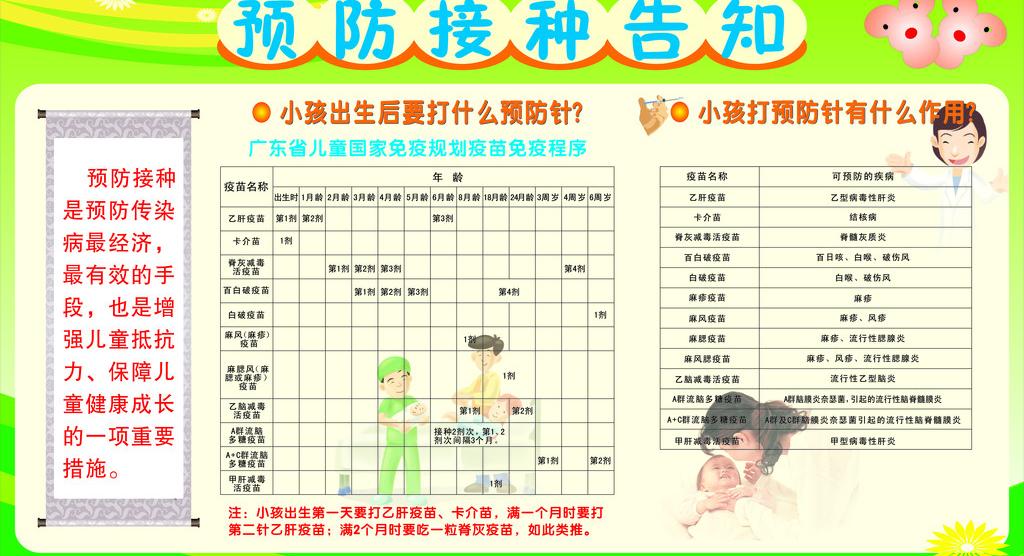 预防接种告知
预防接种
是预防传染
病最经济，
最有效的手
段，也是增
强儿童抵抗
力、保障儿
童健康成长
的一项重要
措施。
小孩出生后要打什么预防针?
广东省儿童国家免疫规划疫苗免疫程序
疫苗名称 年 龄
出生时 1月龄 2月龄 3月龄 4月龄 5月龄 6月龄 8月龄 18月龄 24月龄 3周岁 4周岁 6周岁
乙肝疫苗 第1剂 第2剂 第3剂
卡介苗 1剂
脊灰减毒
活疫苗 第1剂 第2剂 第3剂 第4剂
百白破疫苗 第1剂 第2剂 第3剂 第4剂
白破疫苗 1剂
麻风(麻疹)
疫苗 1剂
麻腮风(麻
腮或麻疹)
疫苗 1剂
乙脑减毒
活疫苗 第1剂 第2剂
A群流脑
多糖疫苗 接种2剂次，第1、2
剂次间隔3个月。
A+C群流脑
多糖疫苗 第1剂 第2剂
甲肝减毒
活疫苗 1剂
注：小孩出生第一天要打乙肝疫苗、卡介苗，满一个月时要打
第二针乙肝疫苗；满2个月时要吃一粒脊灰疫苗，如此类推。
小孩打预防针有什么作用?
疫苗名称 可预防的疾病
乙肝疫苗 乙型病毒性肝炎
卡介苗 结核病
脊灰减毒活疫苗 脊髓灰质炎
百白破疫苗 百日咳、白喉、破伤风
白破疫苗 白喉、破伤风
麻疹疫苗 麻疹
麻风疫苗 麻疹、风疹
麻腮疫苗 麻疹、流行性腮腺炎
麻风腮疫苗 麻疹、风疹、流行性腮腺炎
乙脑减毒活疫苗 流行性乙型脑炎
A群流脑多糖疫苗 A群脑膜炎奈瑟菌,引起的流行性脑脊髓膜炎
A+C群流脑多糖疫苗 A群及C群脑膜炎奈瑟菌引起的流行性脑脊髓膜炎
甲肝减毒活疫苗 甲型病毒性肝炎